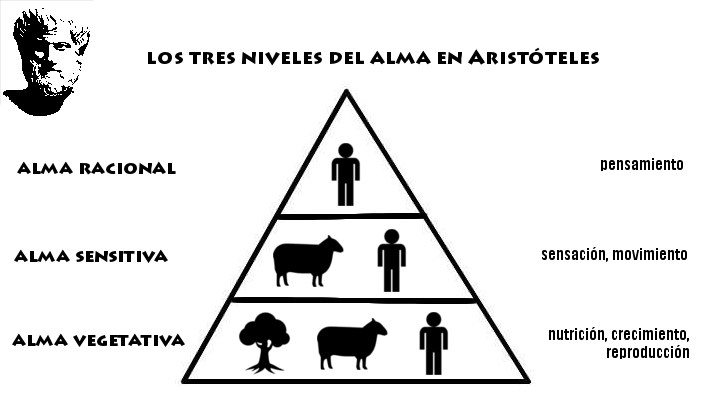 LOS TRES NIVELES DEL ALMA EN ARISTÓTELES
ALMA RACIONAL
pensamiento
ALMA SENSITIVA
sensación, movimiento
ALMA VEGETATIVA
nutrición, crecimiento,
reproducción